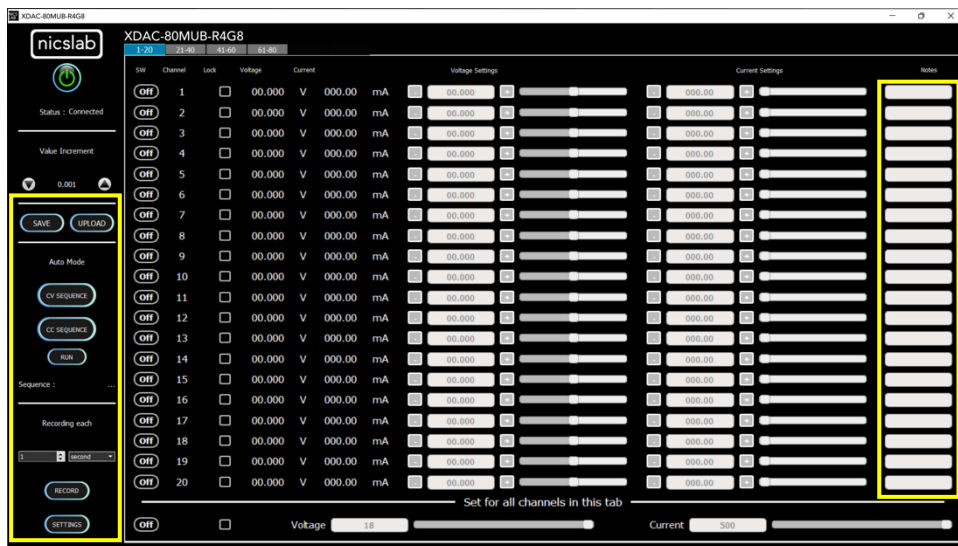 XDAC-80MUB-R4G8
nicslab
Status : Connected
Value Increment
0.001
SAVE UPLOAD
Auto Mode
CV SEQUENCE
CC SEQUENCE
RUN
Sequence : ...
Recording each
1 second
RECORD
SETTINGS
XDAC-80MUB-R4G8
1-20 21-40 41-60 61-80
SW Channel Lock Voltage Current Voltage Settings Current Settings Notes
Off 1 00.000 V 000.00 mA - 00.000 + - 000.00 +
Off 2 00.000 V 000.00 mA - 00.000 + - 000.00 +
Off 3 00.000 V 000.00 mA - 00.000 + - 000.00 +
Off 4 00.000 V 000.00 mA - 00.000 + - 000.00 +
Off 5 00.000 V 000.00 mA - 00.000 + - 000.00 +
Off 6 00.000 V 000.00 mA - 00.000 + - 000.00 +
Off 7 00.000 V 000.00 mA - 00.000 + - 000.00 +
Off 8 00.000 V 000.00 mA - 00.000 + - 000.00 +
Off 9 00.000 V 000.00 mA - 00.000 + - 000.00 +
Off 10 00.000 V 000.00 mA - 00.000 + - 000.00 +
Off 11 00.000 V 000.00 mA - 00.000 + - 000.00 +
Off 12 00.000 V 000.00 mA - 00.000 + - 000.00 +
Off 13 00.000 V 000.00 mA - 00.000 + - 000.00 +
Off 14 00.000 V 000.00 mA - 00.000 + - 000.00 +
Off 15 00.000 V 000.00 mA - 00.000 + - 000.00 +
Off 16 00.000 V 000.00 mA - 00.000 + - 000.00 +
Off 17 00.000 V 000.00 mA - 00.000 + - 000.00 +
Off 18 00.000 V 000.00 mA - 00.000 + - 000.00 +
Off 19 00.000 V 000.00 mA - 00.000 + - 000.00 +
Off 20 00.000 V 000.00 mA - 00.000 + - 000.00 +
Set for all channels in this tab
Off Voltage 18 Current 500